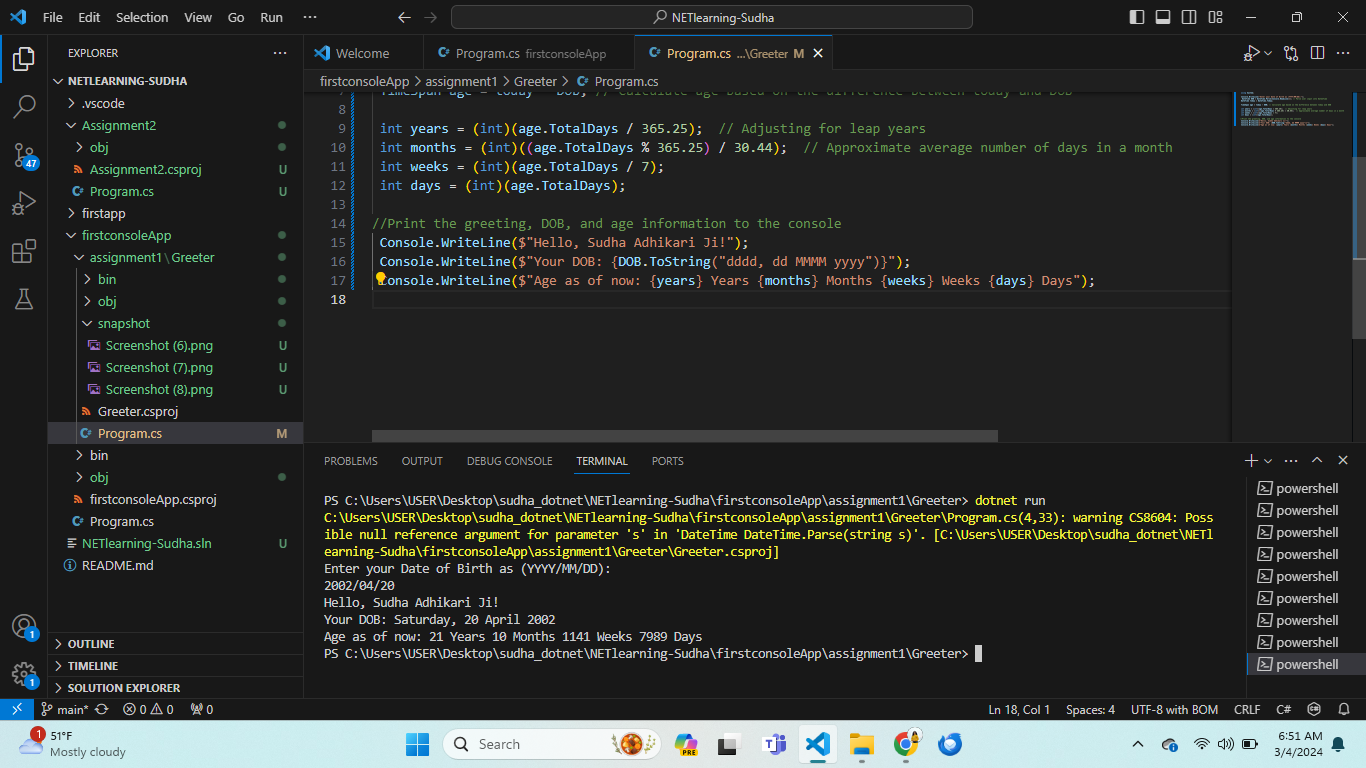 File Edit Selection View Go Run ··· NETlearning-Sudha
EXPLORER ···
NETLEARNING-SUDHA
.vscode
Assignment2
obj
Assignment2.csproj U
Program.cs U
firstapp
firstconsoleApp
assignment1 \ Greeter
bin
obj
snapshot
Screenshot (6).png U
Screenshot (7).png U
Screenshot (8).png U
Greeter.csproj
Program.cs M
bin
obj
firstconsoleApp.csproj
Program.cs
NETlearning-Sudha.sln U
README.md
OUTLINE
TIMELINE
SOLUTION EXPLORER
47
1
1
Welcome Program.cs firstconsoleApp Program.cs ...\Greeter M
firstconsoleApp > assignment1 > Greeter > Program.cs
TimeSpan age = today - DOB; // Calculate age based on the difference between today and DOB
8
9 int years = (int)(age.TotalDays / 365.25); // Adjusting for leap years
10 int months = (int)((age.TotalDays % 365.25) / 30.44); // Approximate average number of days in a month
11 int weeks = (int)(age.TotalDays / 7);
12 int days = (int)(age.TotalDays);
13
14 //Print the greeting, DOB, and age information to the console
15 Console.WriteLine($"Hello, Sudha Adhikari Ji!");
16 Console.WriteLine($"Your DOB: {DOB.ToString("dddd, dd MMMM yyyy")}");
17 Console.WriteLine($"Age as of now: {years} Years {months} Months {weeks} Weeks {days} Days");
18
PROBLEMS OUTPUT DEBUG CONSOLE TERMINAL PORTS
PS C:\Users\USER\Desktop\sudha_dotnet\NETlearning-Sudha\firstconsoleApp\assignment1\Greeter> dotnet run
C:\Users\USER\Desktop\sudha_dotnet\NETlearning-Sudha\firstconsoleApp\assignment1\Greeter\Program.cs(4,33): warning CS8604: Poss
ible null reference argument for parameter 's' in 'DateTime DateTime.Parse(string s)'. [C:\Users\USER\Desktop\sudha_dotnet\NETl
earning-Sudha\firstconsoleApp\assignment1\Greeter\Greeter.csproj]
Enter your Date of Birth as (YYYY/MM/DD):
2002/04/20
Hello, Sudha Adhikari Ji!
Your DOB: Saturday, 20 April 2002
Age as of now: 21 Years 10 Months 1141 Weeks 7989 Days
PS C:\Users\USER\Desktop\sudha_dotnet\NETlearning-Sudha\firstconsoleApp\assignment1\Greeter>
powershell
powershell
powershell
powershell
powershell
powershell
powershell
powershell
powershell
main* 0 0 0 Ln 18, Col 1 Spaces: 4 UTF-8 with BOM CRLF C#
1
51°F
Mostly cloudy
Search
PRE
6:51 AM
3/4/2024